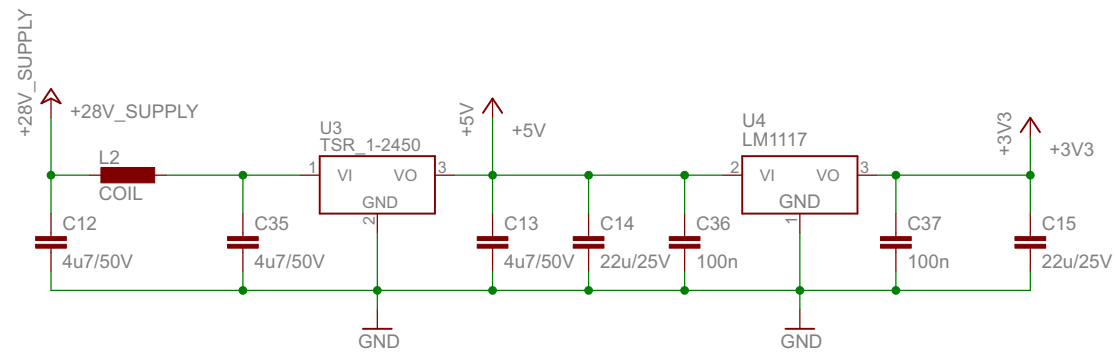 +28V_SUPPLY
+28V_SUPPLY
L2
COIL
U3
TSR_1-2450
1
VI
VO
3
GND
2
+5V
+5V
U4
LM1117
2
VI
VO
3
GND
1
+3V3
+3V3
C12
4u7/50V
C35
4u7/50V
C13
4u7/50V
C14
22u/25V
C36
100n
C37
100n
C15
22u/25V
GND
GND